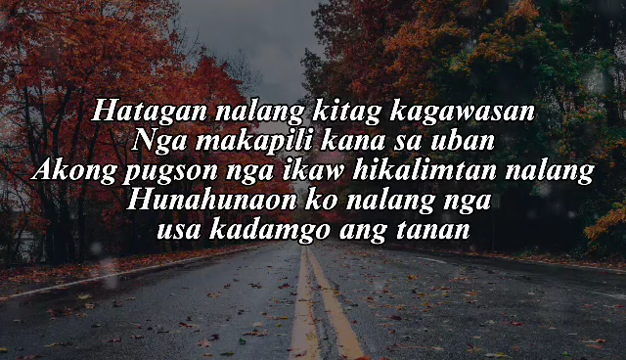 Hatagan nalang kitag kagawasan
Nga makapili kana sa uban
Akong pugson nga ikaw hikalimtan nalang
Hunahunaon ko nalang nga
usa kadamgo ang tanan